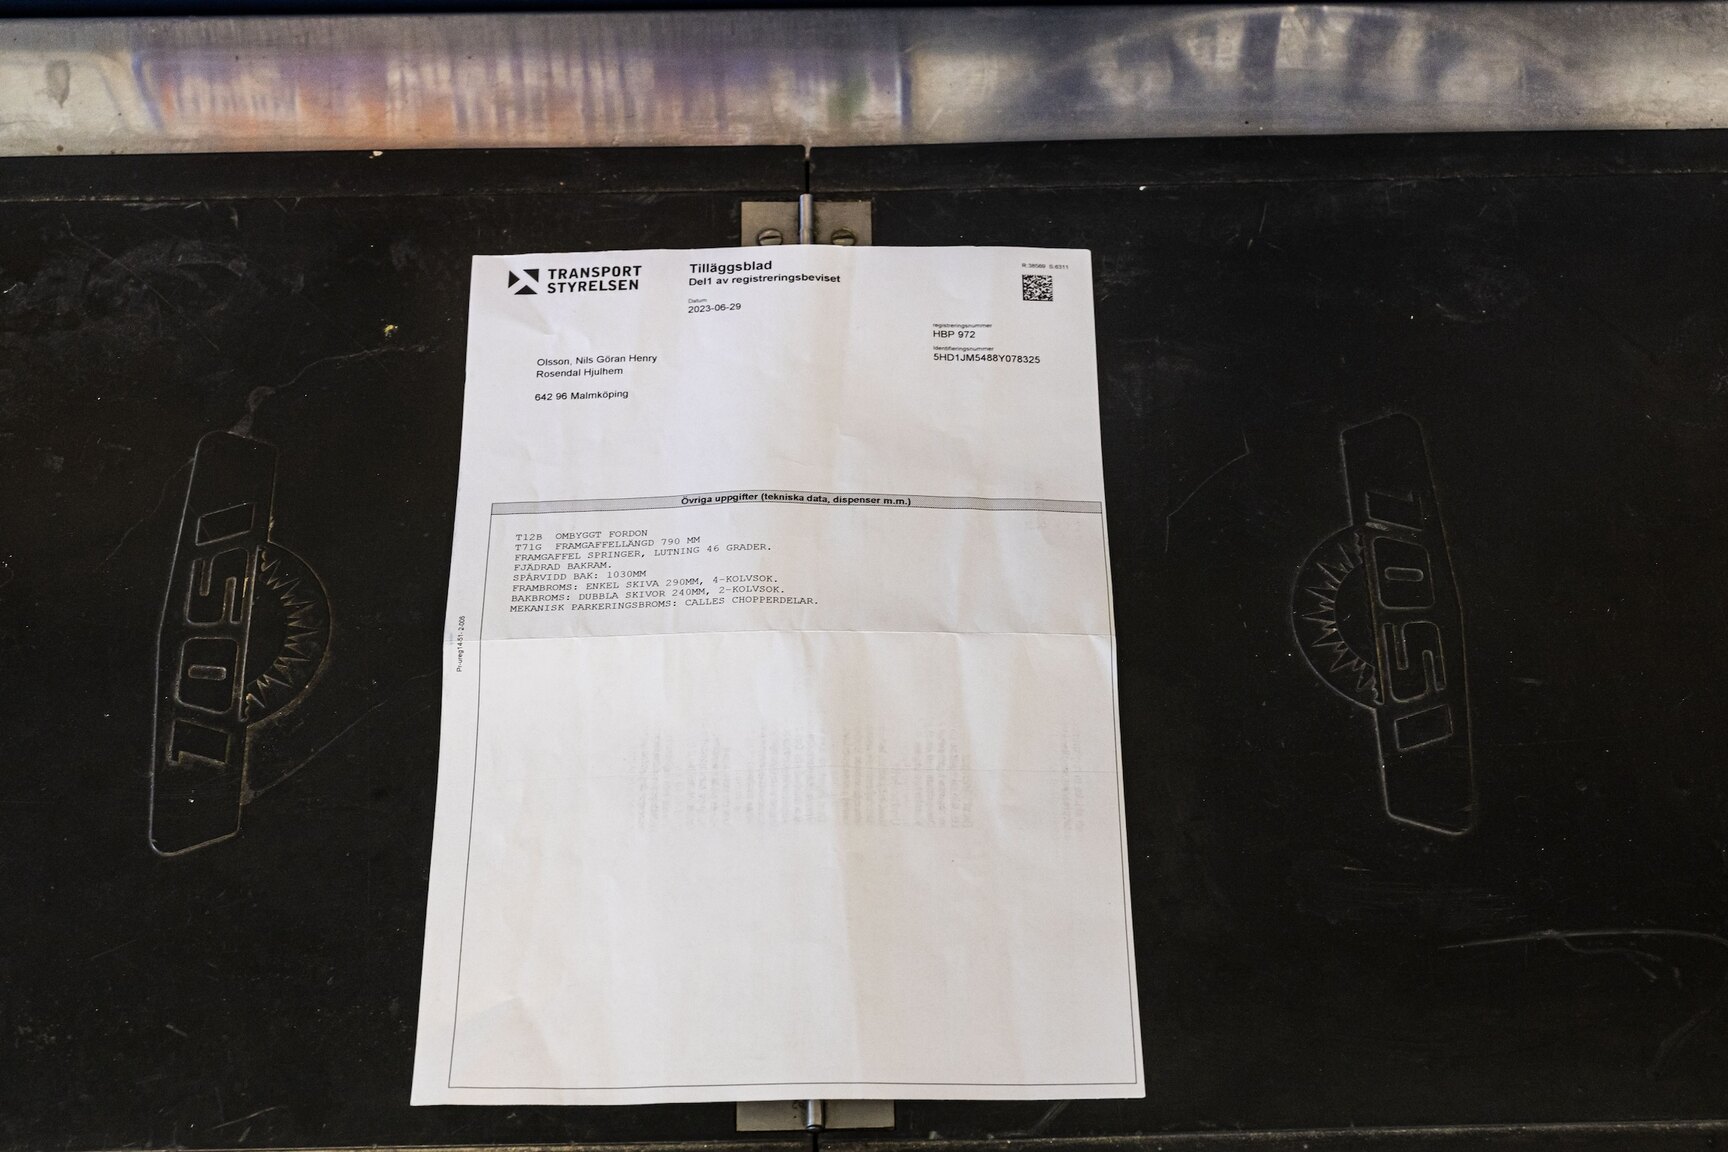 TRANSPORT
STYRELSEN
Tilläggsblad
Del1 av registreringsbeviset
Datum
2023-06-29
R:38589 S:6311
registreringsnummer
HBP 972
Identifieringsnummer
5HD1JM5488Y078325
Olsson, Nils Göran Henry
Rosendal Hjulhem
642 96 Malmköping
Övriga uppgifter (tekniska data, dispenser m.m.)
T12B OMBYGGT FORDON
T71G FRAMGAFFELLÄNGD 790 MM
FRAMGAFFEL SPRINGER, LUTNING 46 GRADER.
FJÄDRAD BAKRAM.
SPÅRVIDD BAK: 1030MM
FRAMBROMS: ENKEL SKIVA 290MM, 4-KOLVSOK.
BAKBROMS: DUBBLA SKIVOR 240MM, 2-KOLVSOK.
MEKANISK PARKERINGSBROMS: CALLES CHOPPERDELAR.